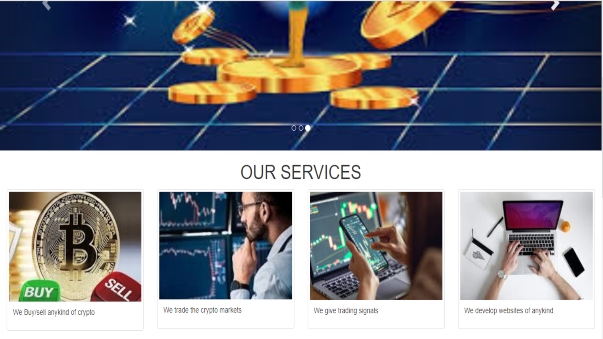 OUR SERVICES
BUY
SELL
We Buy/sell anykind of crypto
We trade the crypto markets
We give trading signals
We develop websites of anykind